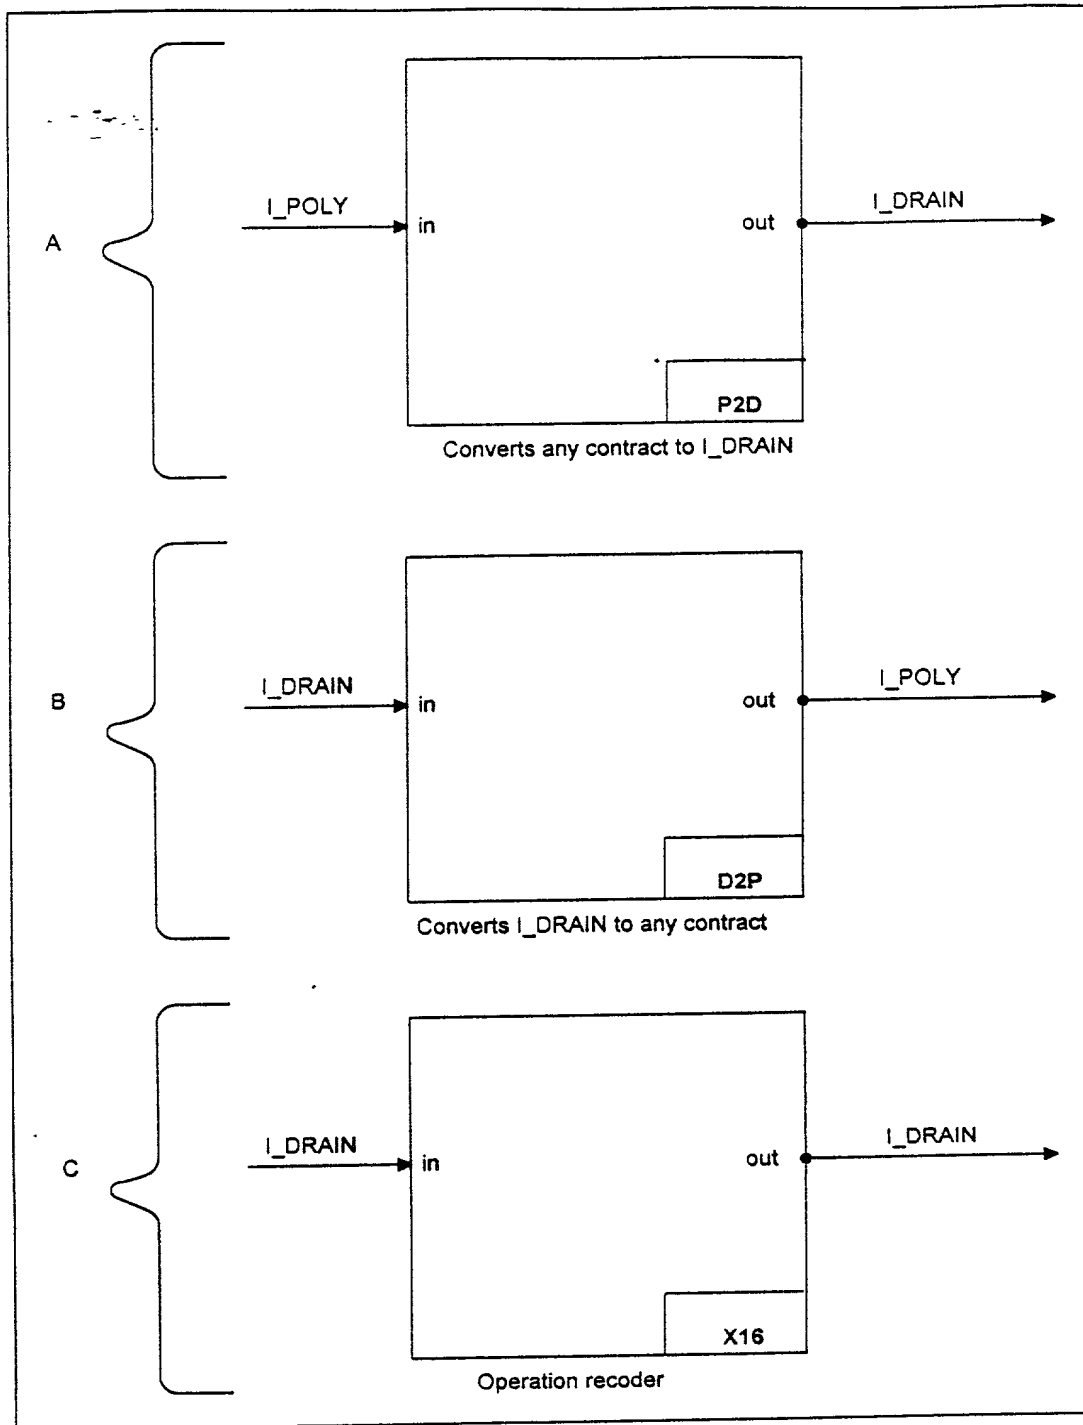 A
I_POLY
in
out
I_DRAIN
P2D
Converts any contract to I_DRAIN
B
I_DRAIN
in
out
I_POLY
D2P
Converts I_DRAIN to any contract
C
I_DRAIN
in
out
I_DRAIN
X16
Operation recoder